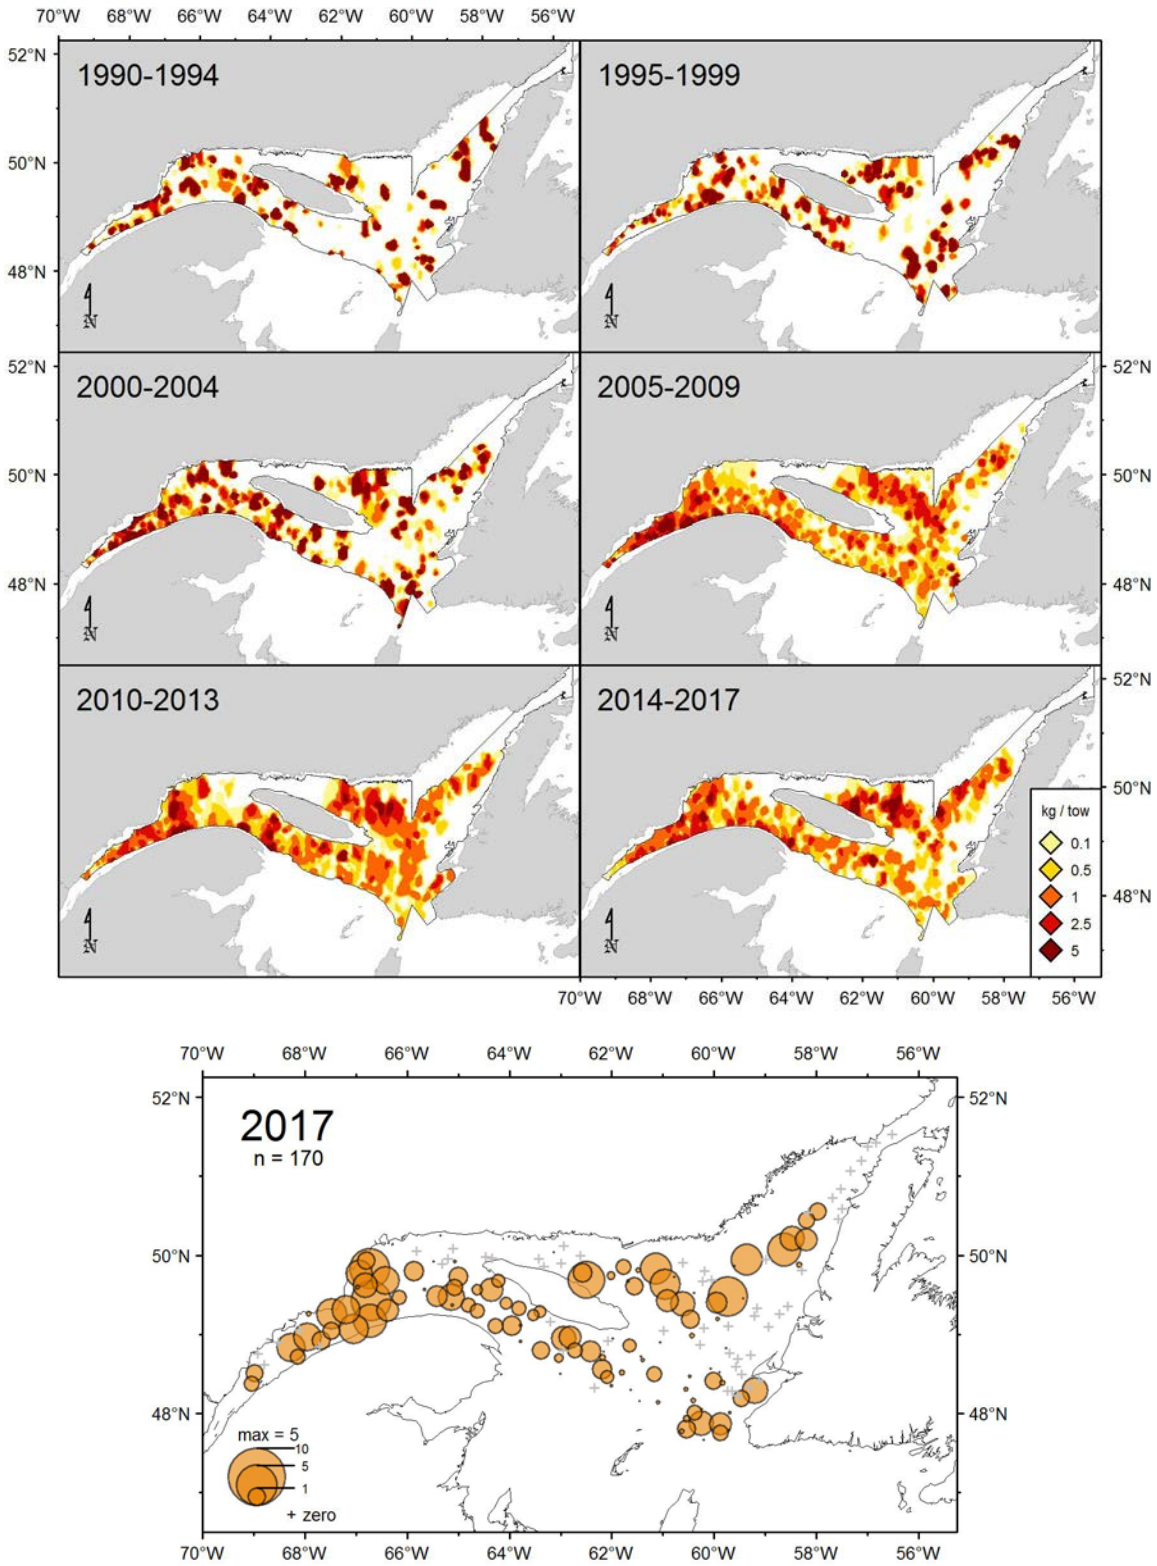 70°W 68°W 66°W 64°W 62°W 60°W 58°W 56°W
52°N
1990-1994
1995-1999
50°N
48°N
N
N
2000-2004
2005-2009
52°N
52°N
50°N
50°N
48°N
48°N
N
N
2010-2013
2014-2017
52°N
50°N
kg / tow
0.1
0.5
1
2.5
5
48°N
N
N
70°W 68°W 66°W 64°W 62°W 60°W 58°W 56°W
70°W 68°W 66°W 64°W 62°W 60°W 58°W 56°W
52°N
52°N
2017
n = 170
50°N
50°N
48°N
48°N
max = 5
10
5
1
+ zero
70°W 68°W 66°W 64°W 62°W 60°W 58°W 56°W